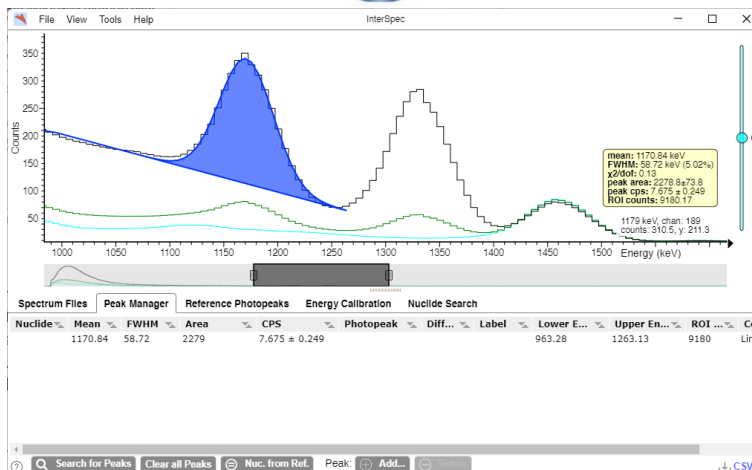 File View Tools Help InterSpec
350
300
250
200
150
100
50
Counts
mean: 1170.84 keV
FWHM: 58.72 keV (5.02%)
χ2/dof: 0.13
peak area: 2278.8±73.8
peak cps: 7.675 ± 0.249
ROI counts: 9180.17
1179 keV, chan: 189
counts: 310.5, y: 211.3
1000 1050 1100 1150 1200 1250 1300 1350 1400 1450 1500
Energy (keV)
Spectrum Files Peak Manager Reference Photopeaks Energy Calibration Nuclide Search
Nuclide Mean FWHM Area CPS Photopeak Diff... Label Lower E... Upper En... ROI ... Co
1170.84 58.72 2279 7.675 ± 0.249 963.28 1263.13 9180 Lin
Search for Peaks Clear all Peaks Nuc. from Ref. Peak: Add... Delete CSV